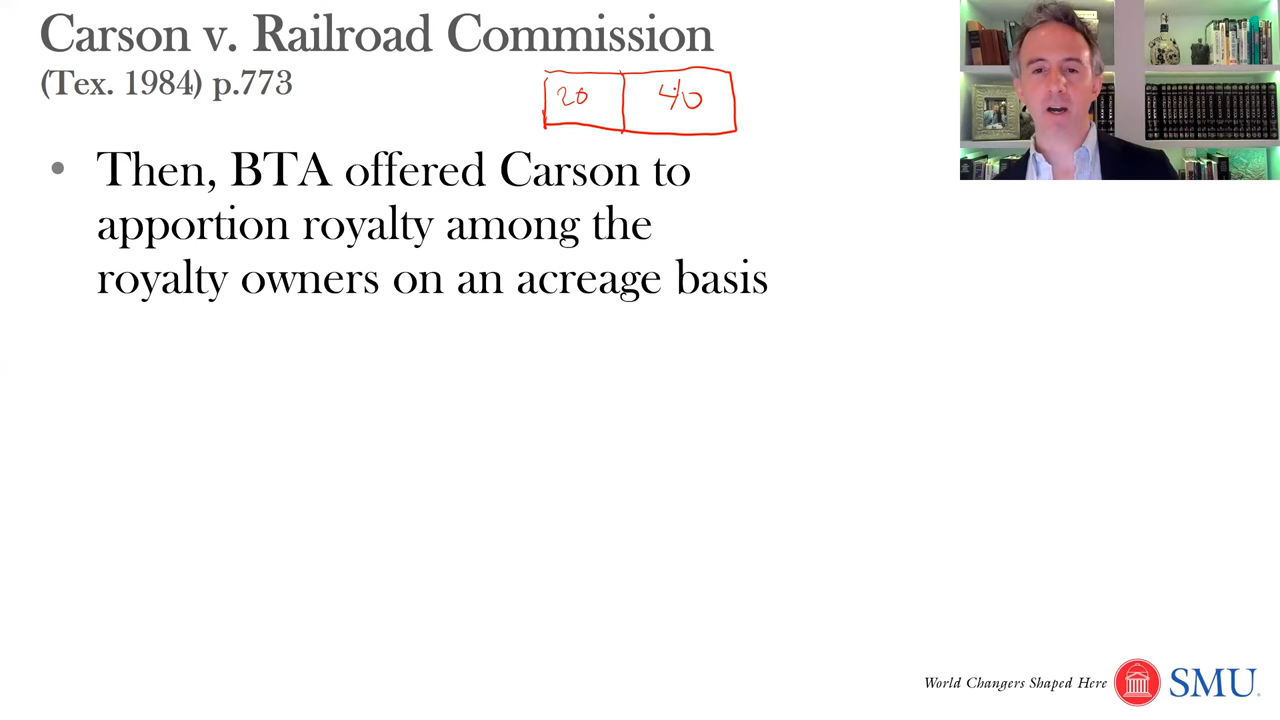 Carson v. Railroad Commission
(Tex. 1984) p.773
20 40
• Then, BTA offered Carson to
apportion royalty among the
royalty owners on an acreage basis
World Changers Shaped Here
SMU